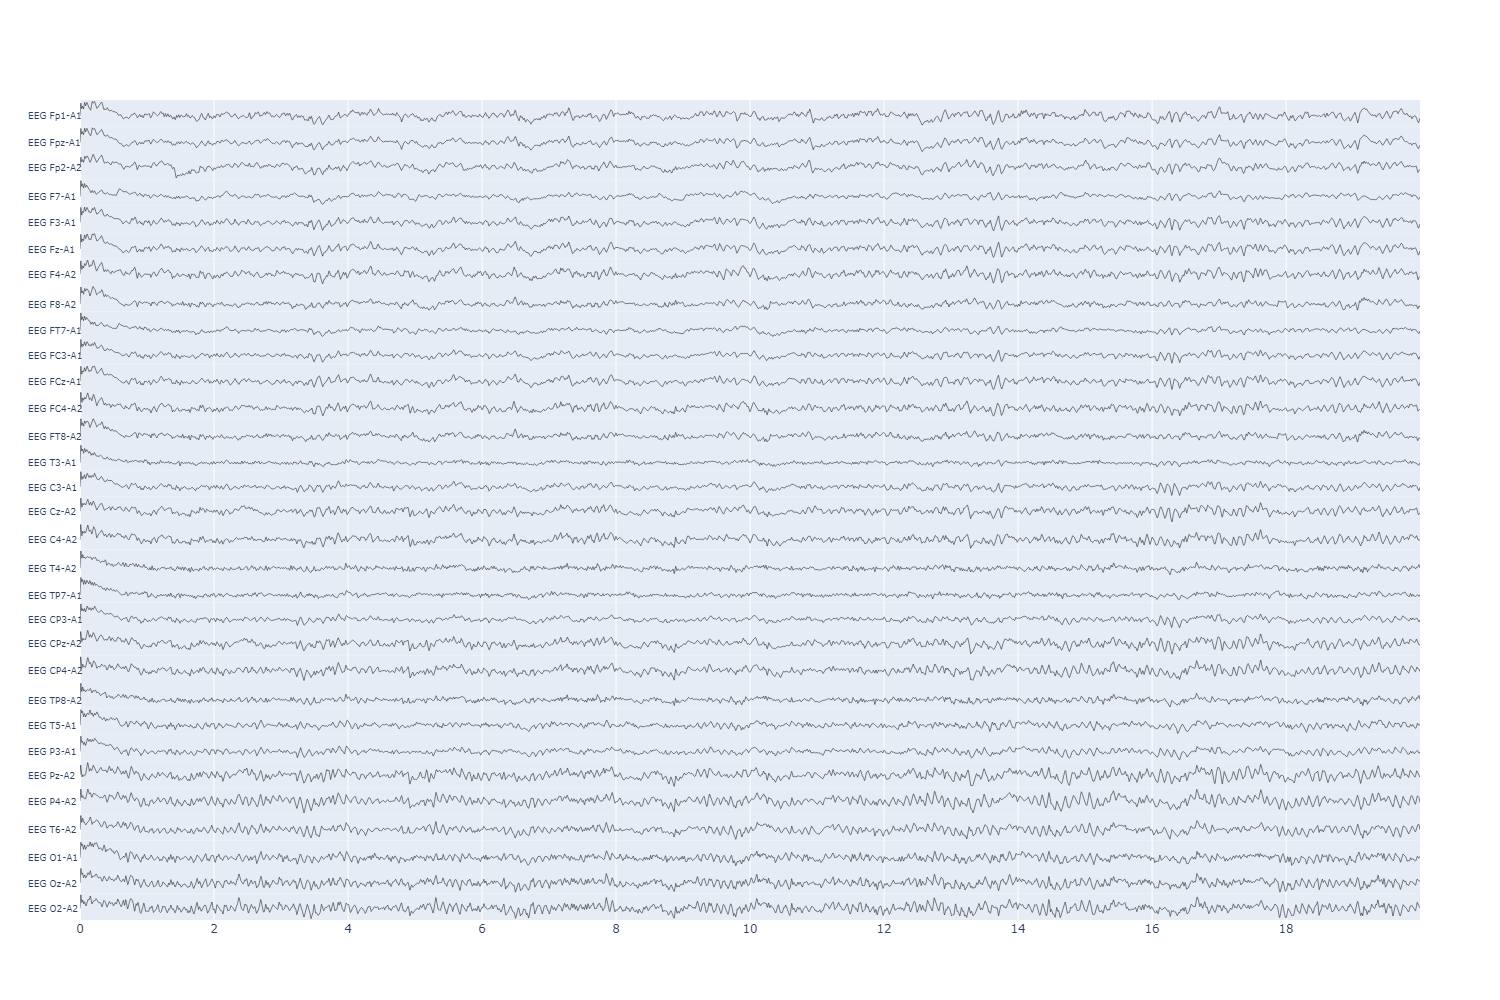 EEG Fp1-A1
EEG Fpz-A1
EEG Fp2-A2
EEG F7-A1
EEG F3-A1
EEG Fz-A1
EEG F4-A2
EEG F8-A2
EEG FT7-A1
EEG FC3-A1
EEG FCz-A1
EEG FC4-A2
EEG FT8-A2
EEG T3-A1
EEG C3-A1
EEG Cz-A2
EEG C4-A2
EEG T4-A2
EEG TP7-A1
EEG CP3-A1
EEG CPz-A2
EEG CP4-A2
EEG TP8-A2
EEG T5-A1
EEG P3-A1
EEG Pz-A2
EEG P4-A2
EEG T6-A2
EEG O1-A1
EEG Oz-A2
EEG O2-A2
0 2 4 6 8 10 12 14 16 18